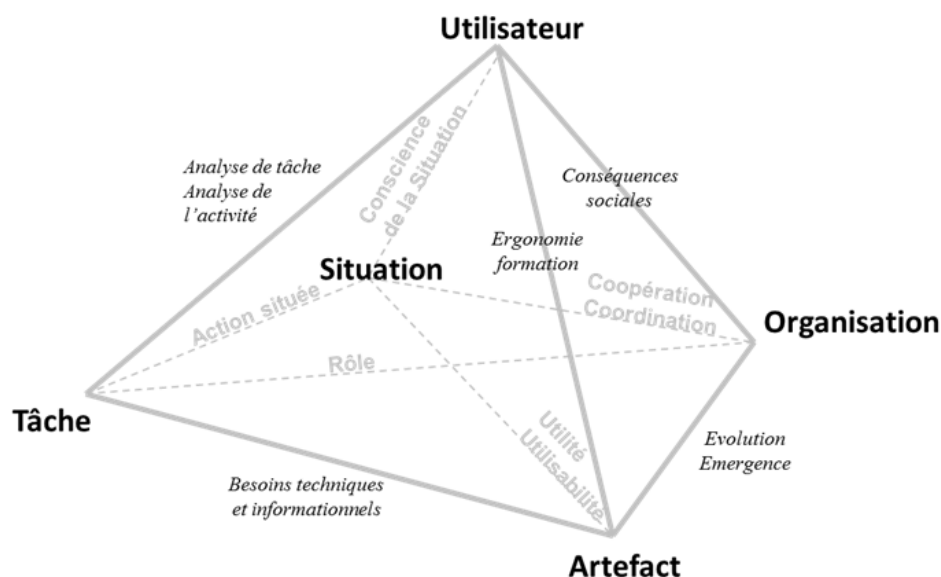 Utilisateur
Conscience
de la Situation
Analyse de tâche
Analyse de
l'activité
Conséquences
sociales
Ergonomie
formation
Situation
Coopération
Coordination
Action située
Organisation
Rôle
Tâche
Utilité
Utilisabilité
Evolution
Emergence
Besoins techniques
et informationnels
Artefact